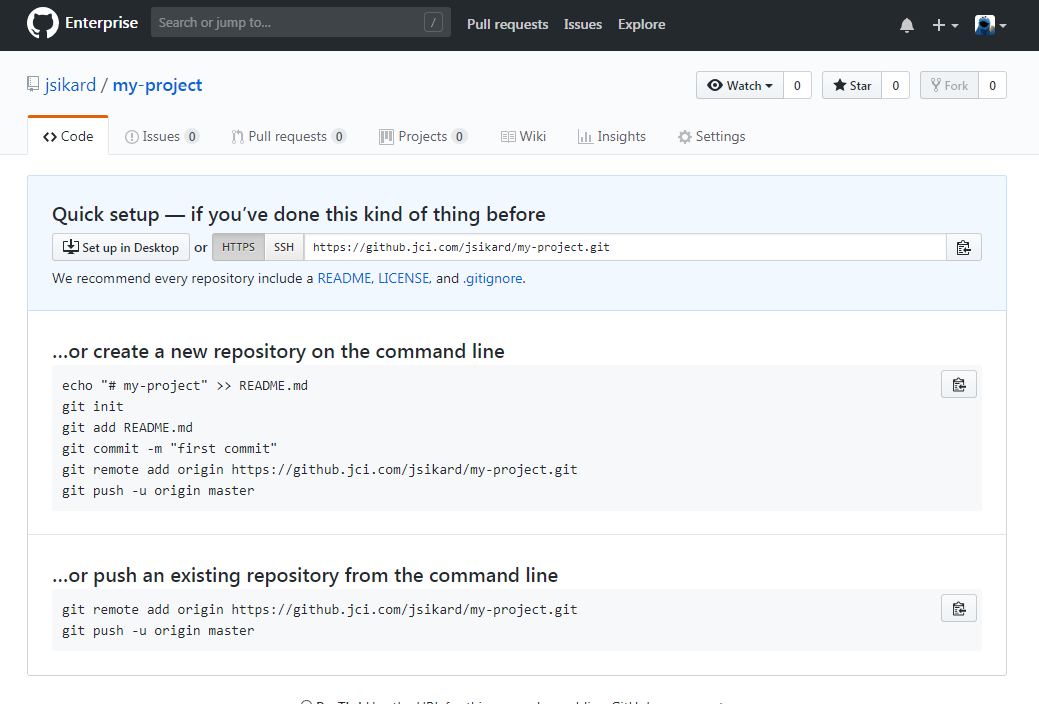 Enterprise Search or jump to... / Pull requests Issues Explore
jsikard / my-project Watch 0 Star 0 Fork 0
Code Issues 0 Pull requests 0 Projects 0 Wiki Insights Settings
Quick setup — if you’ve done this kind of thing before
Set up in Desktop or HTTPS SSH https://github.jci.com/jsikard/my-project.git
We recommend every repository include a README, LICENSE, and .gitignore.
…or create a new repository on the command line
echo "# my-project" >> README.md
git init
git add README.md
git commit -m "first commit"
git remote add origin https://github.jci.com/jsikard/my-project.git
git push -u origin master
…or push an existing repository from the command line
git remote add origin https://github.jci.com/jsikard/my-project.git
git push -u origin master